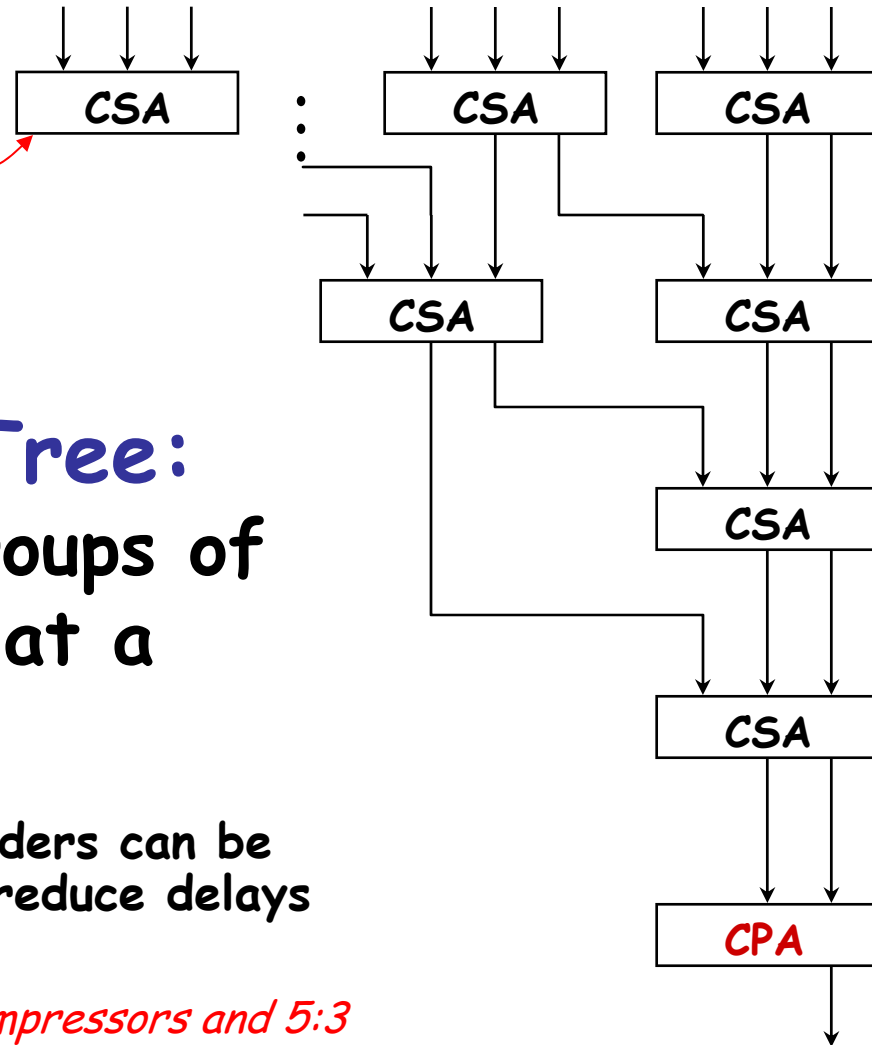 CSA
CSA
CSA
CSA
CSA
Tree:
CSA
oups of
at a
CSA
ders can be
reduce delays
CPA
mpressors and 5:3